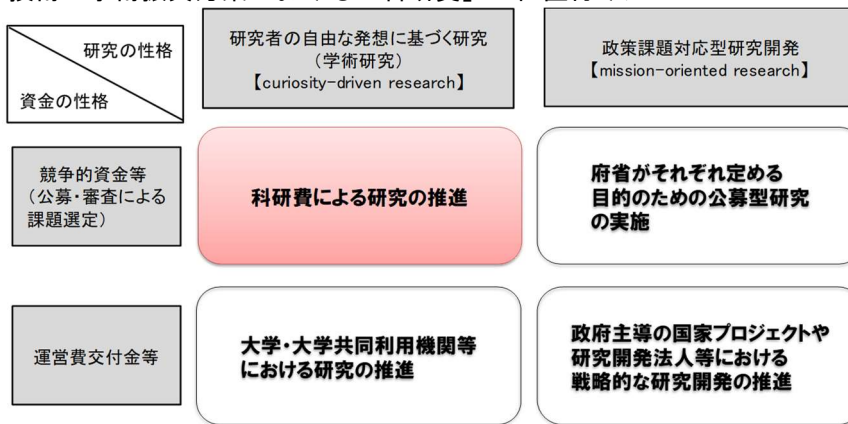 研究の性格
資金の性格
研究者の自由な発想に基づく研究
(学術研究)
【curiosity-driven research】
政策課題対応型研究開発
【mission-oriented research】
競争的資金等
(公募・審査による
課題選定)
科研費による研究の推進
府省がそれぞれ定める
目的のための公募型研究
の実施
運営費交付金等
大学・大学共同利用機関等
における研究の推進
政府主導の国家プロジェクトや
研究開発法人等における
戦略的な研究開発の推進